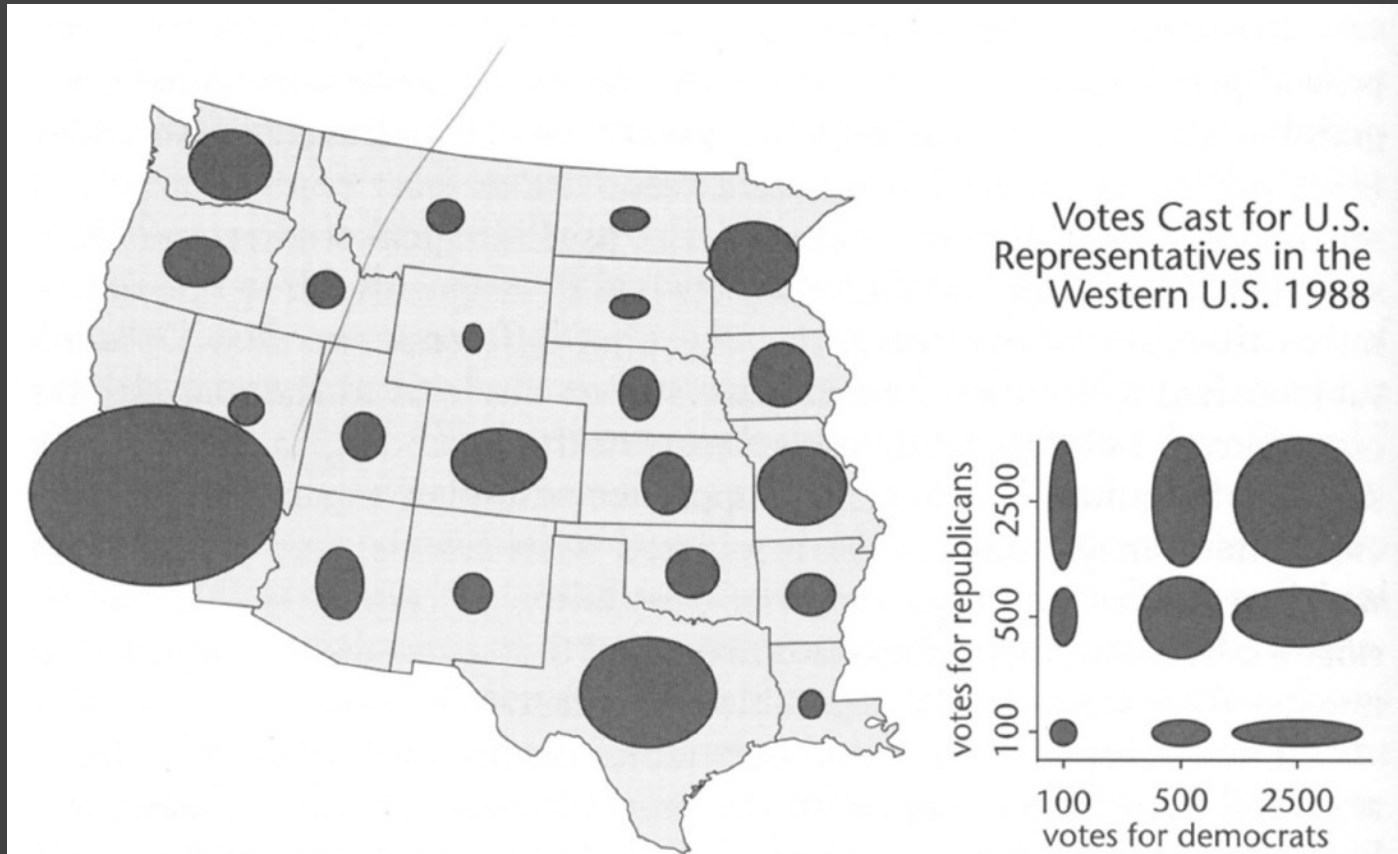 Votes Cast for U.S.
Representatives in the
Western U.S. 1988
votes for republicans
2500
500
100
100 500 2500
votes for democrats